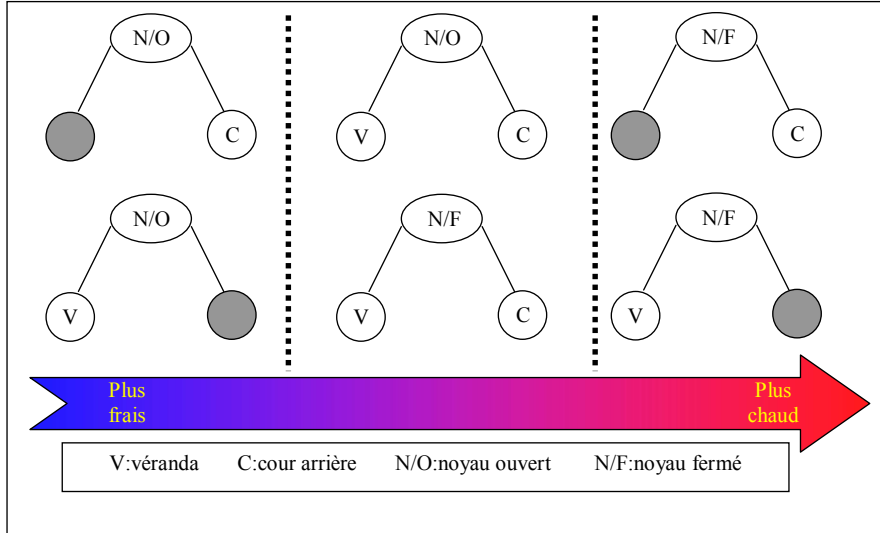 N/O
N/O
N/F
C
V
C
C
N/O
N/F
N/F
V
V
C
V
Plus
frais
Plus
chaud
V:véranda C:cour arrière N/O:noyau ouvert N/F:noyau fermé